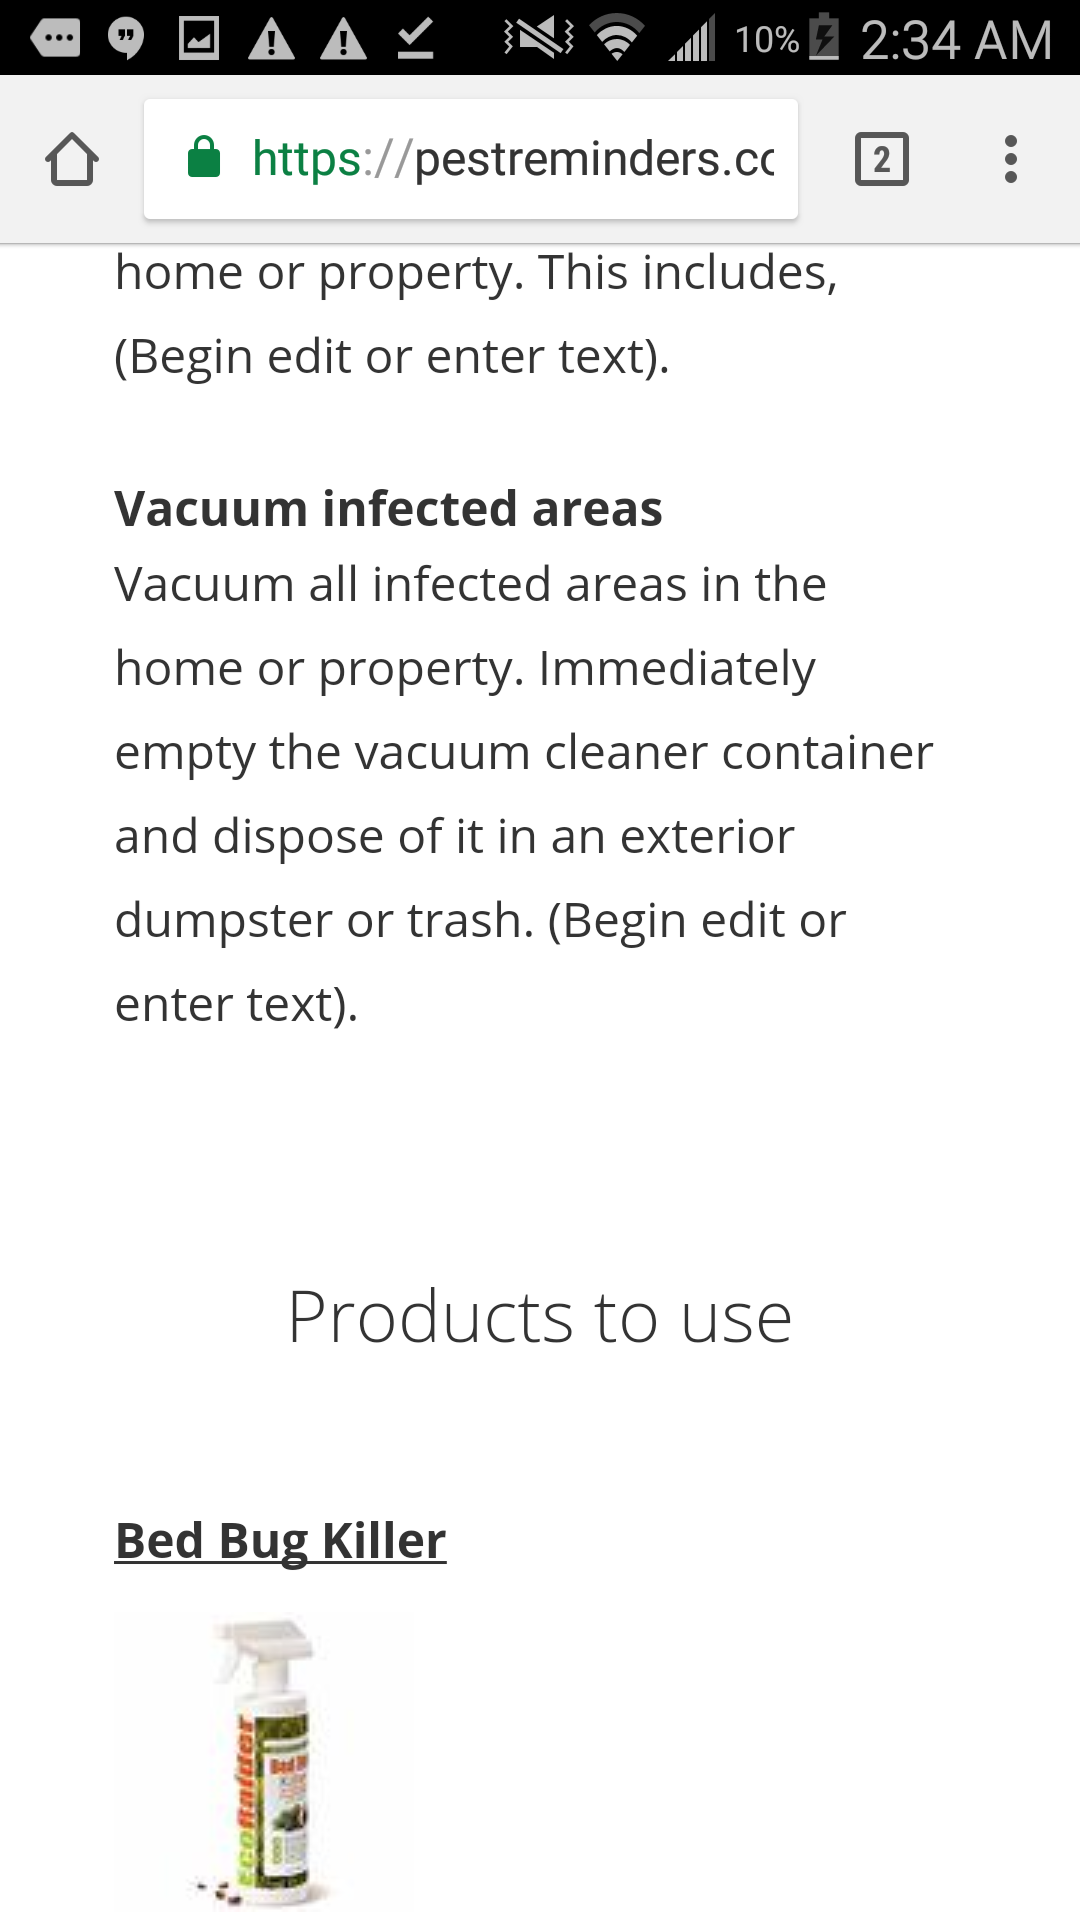 10% 2:34 AM
https://pestreminders.cc
2
home or property. This includes,
(Begin edit or enter text).
Vacuum infected areas
Vacuum all infected areas in the
home or property. Immediately
empty the vacuum cleaner container
and dispose of it in an exterior
dumpster or trash. (Begin edit or
enter text).
Products to use
Bed Bug Killer
EcoRaider